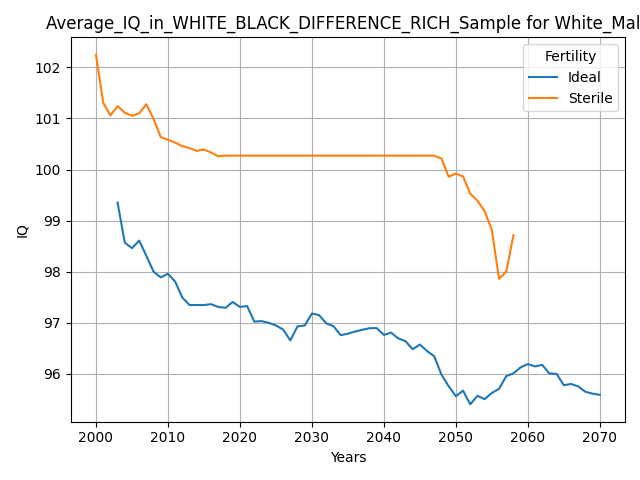 Average_IQ_in_WHITE_BLACK_DIFFERENCE_RICH_Sample for White_Mal
102
101
100
99
98
97
96
IQ
Fertility
Ideal
Sterile
2000 2010 2020 2030 2040 2050 2060 2070
Years